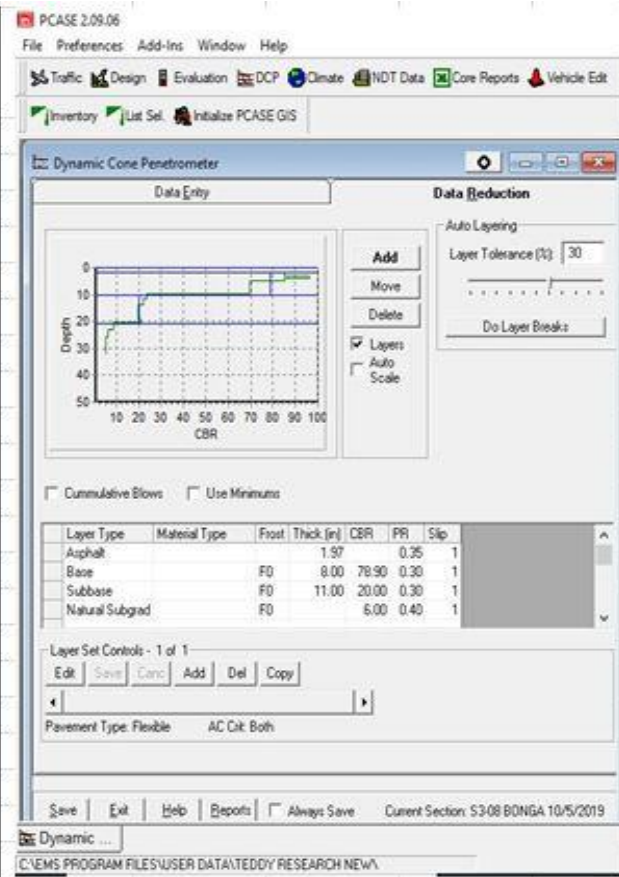 PCASE 2.09.06
File Preferences Add-Ins Window Help
Traffic Design Evaluation DCP Climate NDT Data Core Reports Vehicle Edit
Inventory List Sel. Initialize PCASE GIS
Dynamic Cone Penetrometer
Data Entry Data Reduction
Auto Layering
Layer Tolerance (%): 30
Do Layer Breaks
Add
Move
Delete
Layers
Auto
Scale
Depth
0
10
20
30
40
50
10 20 30 40 50 60 70 80 90 100
CBR
Cummulative Blows Use Minimums
Layer Type Material Type Frost Thick.(in) CBR PR Slip
Asphalt 1.97 0.35 1
Base F0 8.00 78.90 0.30 1
Subbase F0 11.00 20.00 0.30 1
Natural Subgrad F0 6.00 0.40 1
Layer Set Controls - 1 of 1
Edit Save Canc Add Del Copy
Pavement Type: Flexible AC Crit: Both
Save Exit Help Reports Always Save Current Section: S3-08 BONGA 10/5/2019
Dynamic ...
C:\EMS PROGRAM FILES\USER DATA\TEDDY RESEARCH NEW\